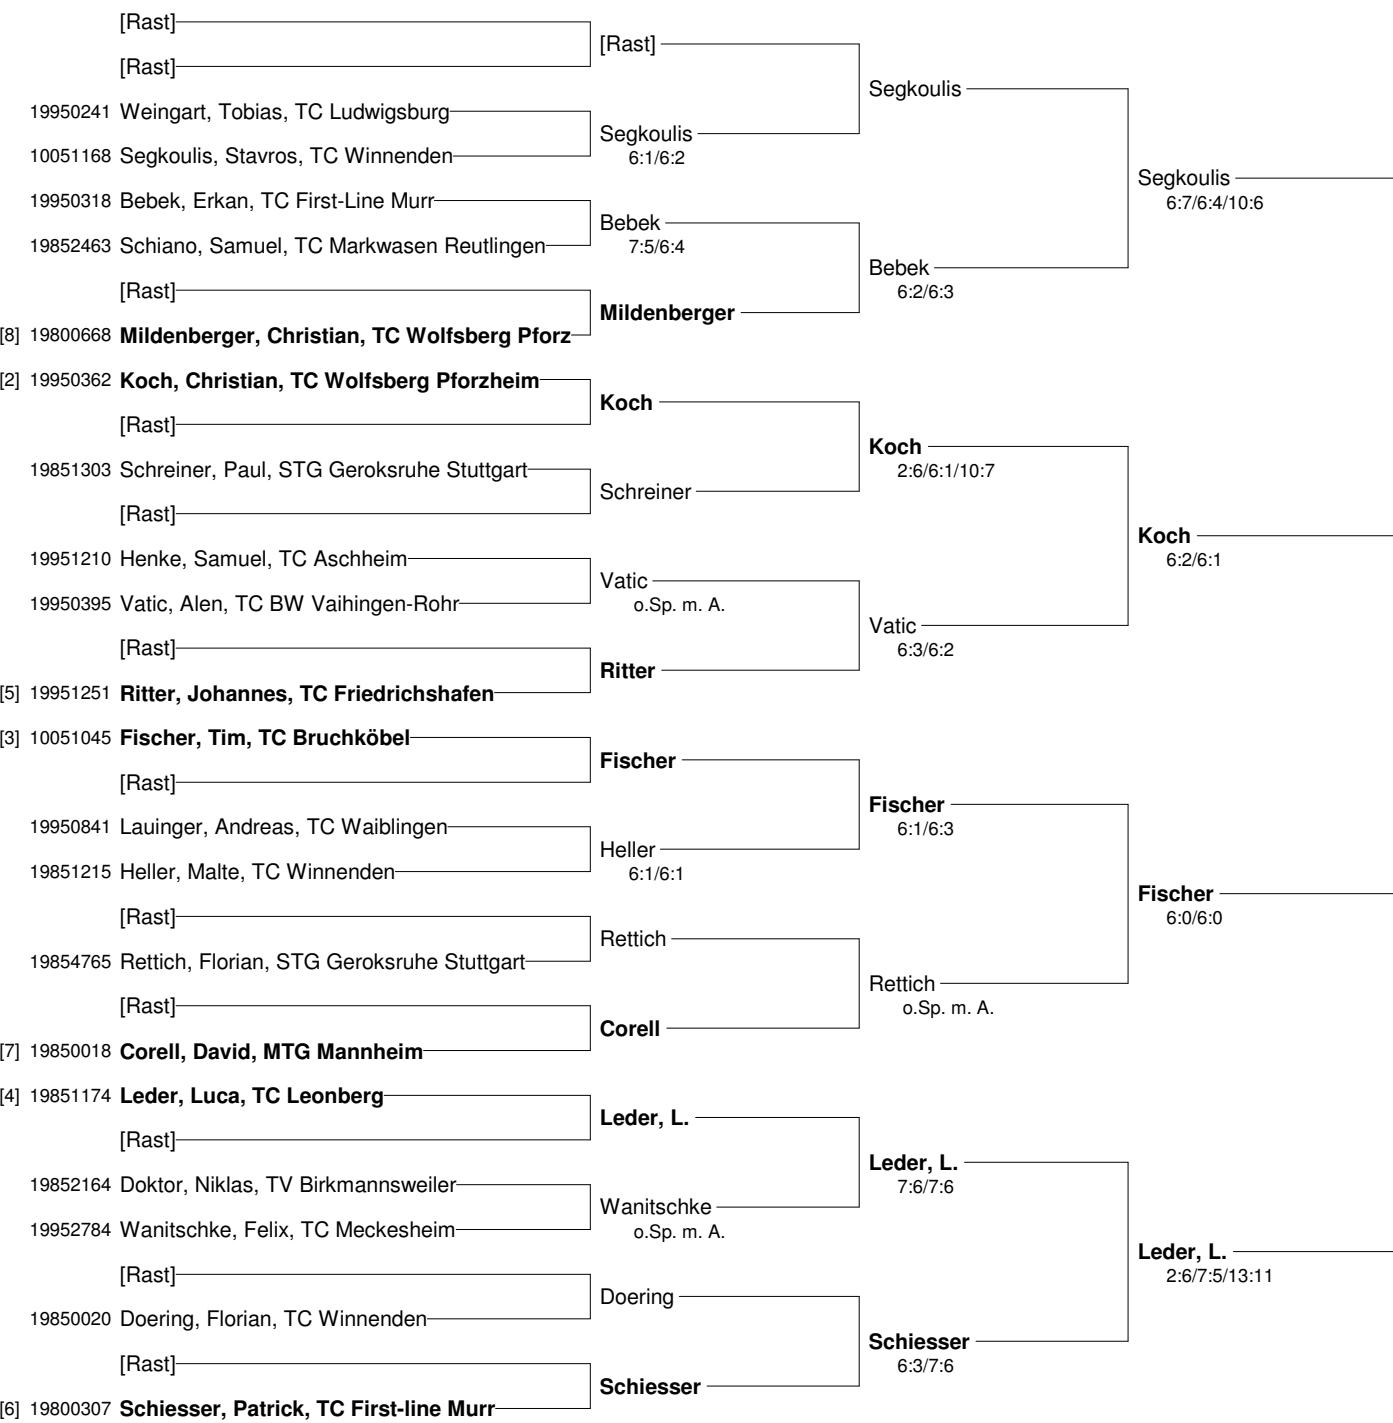 [Rast]
[Rast]
[Rast]
Segkoulis
19950241 Weingart, Tobias, TC Ludwigsburg
Segkoulis
6:1/6:2
10051168 Segkoulis, Stavros, TC Winnenden
Segkoulis
6:7/6:4/10:6
19950318 Bebek, Erkan, TC First-Line Murr
Bebek
7:5/6:4
19852463 Schiano, Samuel, TC Markwasen Reutlingen
Bebek
6:2/6:3
[Rast]
Mildenberger
[8] 19800668 Mildenberger, Christian, TC Wolfsberg Pforz
[2] 19950362 Koch, Christian, TC Wolfsberg Pforzheim
Koch
[Rast]
Koch
2:6/6:1/10:7
19851303 Schreiner, Paul, STG Geroksruhe Stuttgart
Schreiner
[Rast]
Koch
6:2/6:1
19951210 Henke, Samuel, TC Aschheim
Vatic
o.Sp. m. A.
19950395 Vatic, Alen, TC BW Vaihingen-Rohr
Vatic
6:3/6:2
[Rast]
Ritter
[5] 19951251 Ritter, Johannes, TC Friedrichshafen
[3] 10051045 Fischer, Tim, TC Bruchköbel
Fischer
[Rast]
Fischer
6:1/6:3
19950841 Lauinger, Andreas, TC Waiblingen
Heller
6:1/6:1
19851215 Heller, Malte, TC Winnenden
Fischer
6:0/6:0
[Rast]
Rettich
19854765 Rettich, Florian, STG Geroksruhe Stuttgart
Rettich
o.Sp. m. A.
[Rast]
Corell
[7] 19850018 Corell, David, MTG Mannheim
[4] 19851174 Leder, Luca, TC Leonberg
Leder, L.
[Rast]
Leder, L.
7:6/7:6
19852164 Doktor, Niklas, TV Birkmannsweiler
Wanitschke
o.Sp. m. A.
19952784 Wanitschke, Felix, TC Meckesheim
Leder, L.
2:6/7:5/13:11
[Rast]
Doering
19850020 Doering, Florian, TC Winnenden
Schiesser
6:3/7:6
[Rast]
Schiesser
[6] 19800307 Schiesser, Patrick, TC First-line Murr